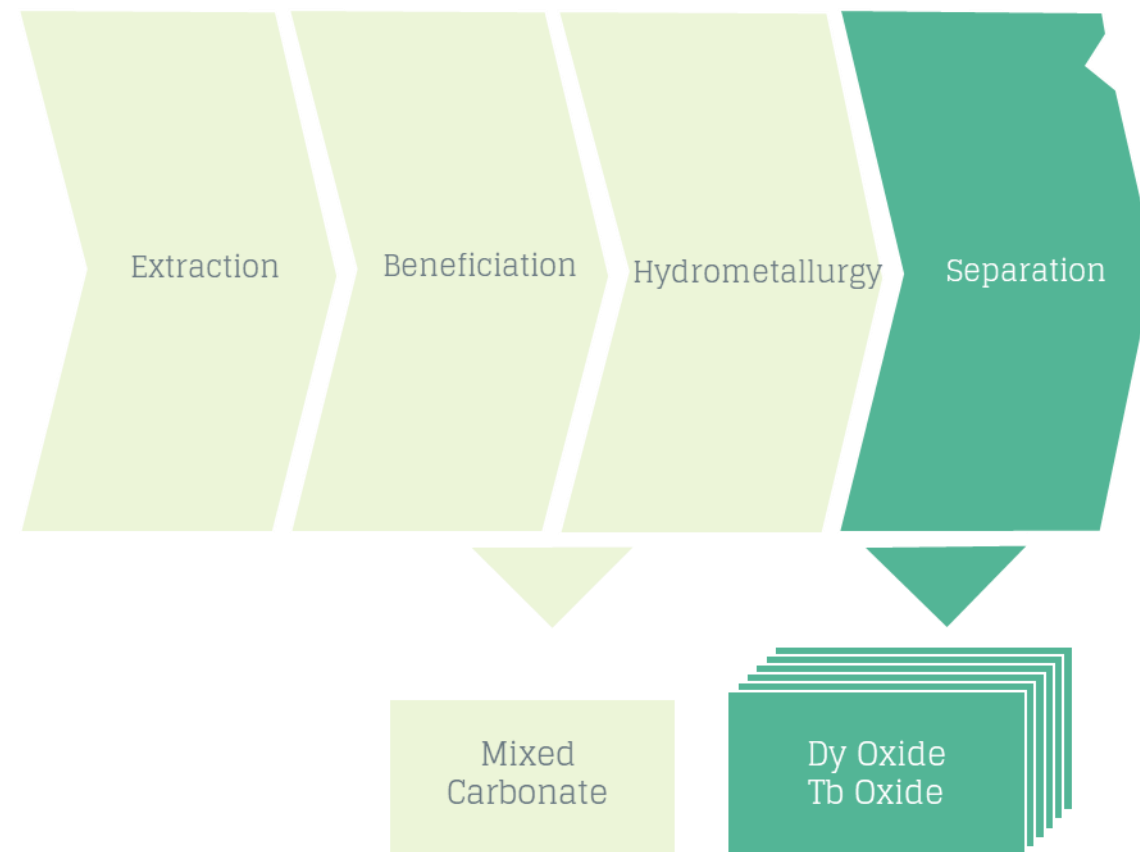 Extraction
Beneficiation
Hydrometallurgy
Separation
Mixed
Carbonate
Dy Oxide
Tb Oxide